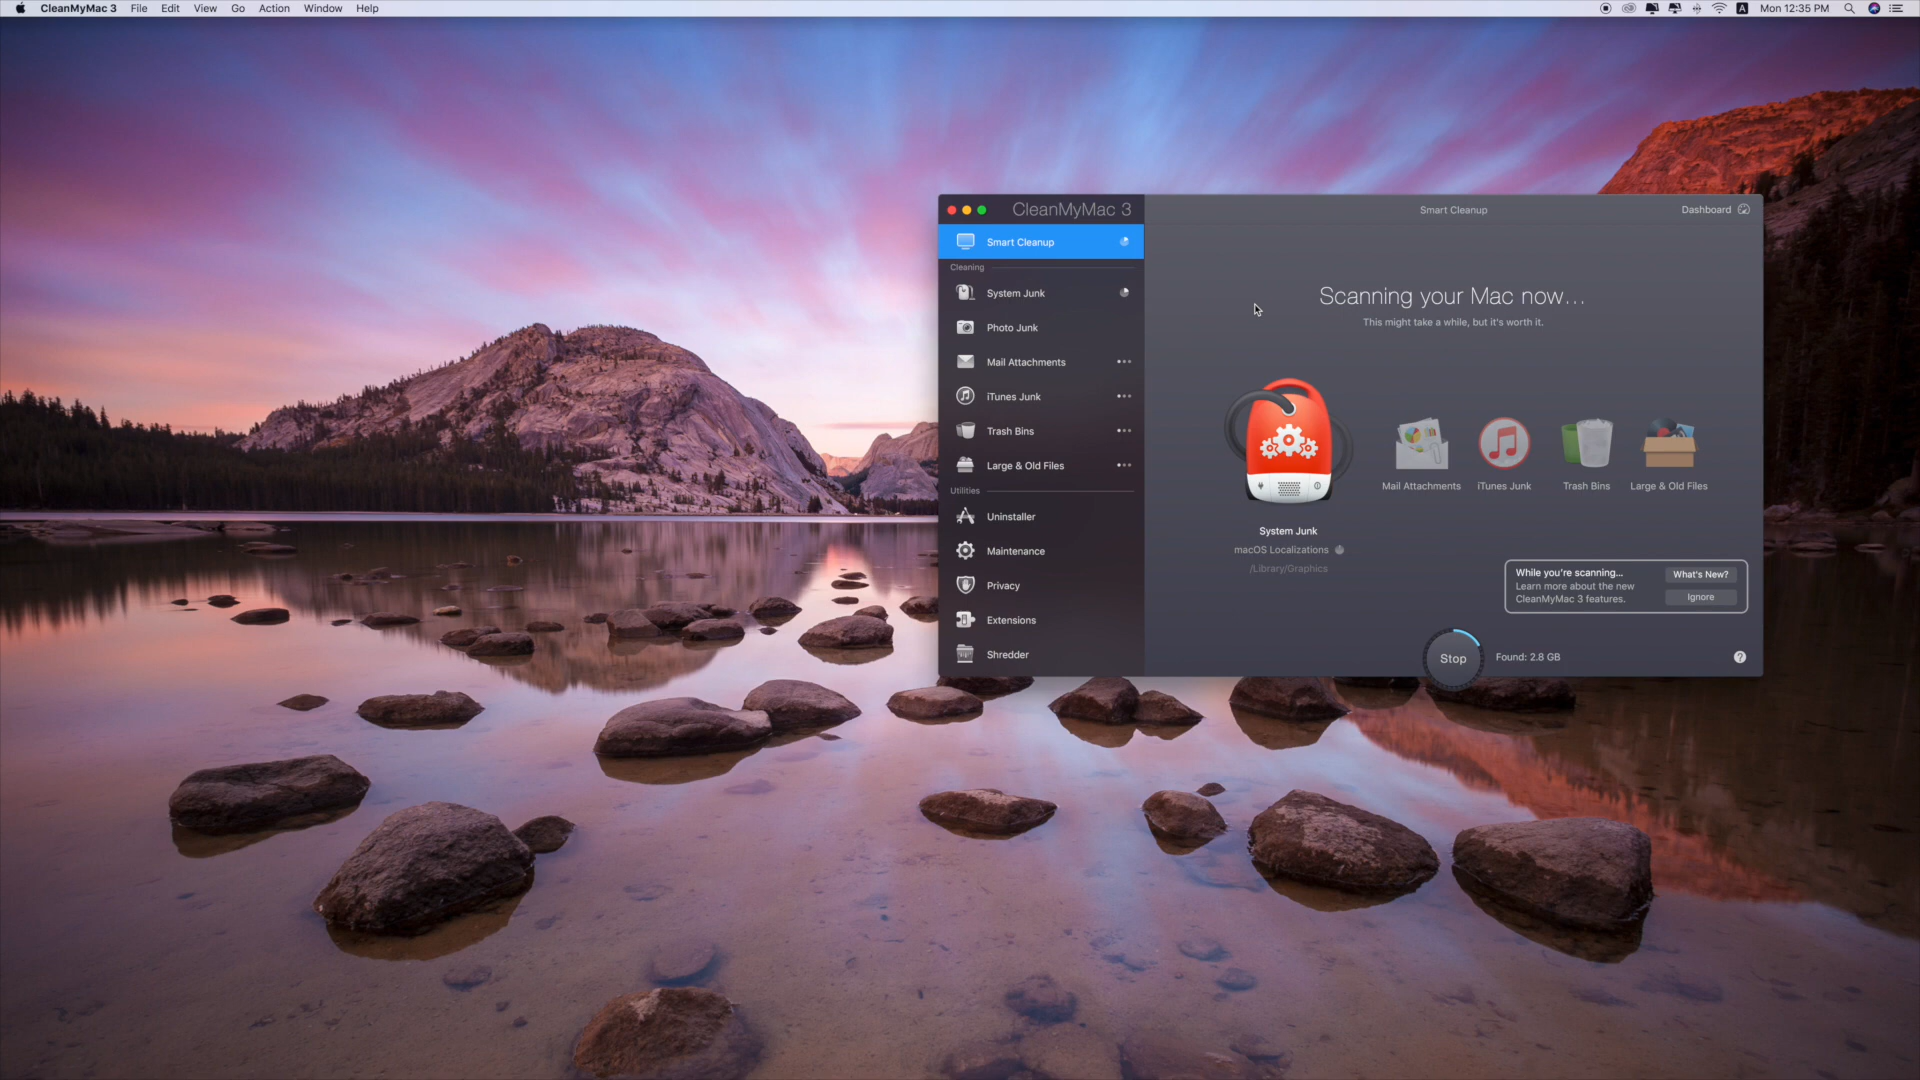 CleanMyMac 3 File Edit View Go Action Window Help
A Mon 12:35 PM
CleanMyMac 3
Smart Cleanup
Dashboard
Smart Cleanup
Cleaning
System Junk
Photo Junk
Mail Attachments
iTunes Junk
Trash Bins
Large & Old Files
Utilities
Uninstaller
Maintenance
Privacy
Extensions
Shredder
Scanning your Mac now...
This might take a while, but it's worth it.
Mail Attachments
iTunes Junk
Trash Bins
Large & Old Files
System Junk
macOS Localizations
/Library/Graphics
While you're scanning...
Learn more about the new
CleanMyMac 3 features.
What's New?
Ignore
Stop
Found: 2.8 GB
?